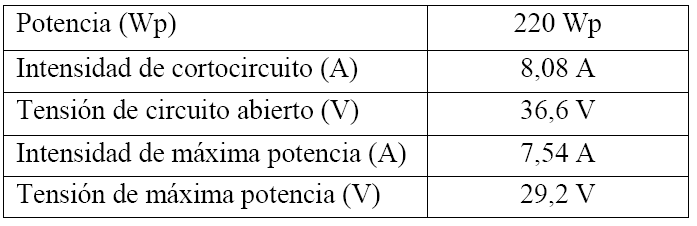 Potencia (Wp) 220 Wp
Intensidad de cortocircuito (A) 8,08 A
Tensión de circuito abierto (V) 36,6 V
Intensidad de máxima potencia (A) 7,54 A
Tensión de máxima potencia (V) 29,2 V